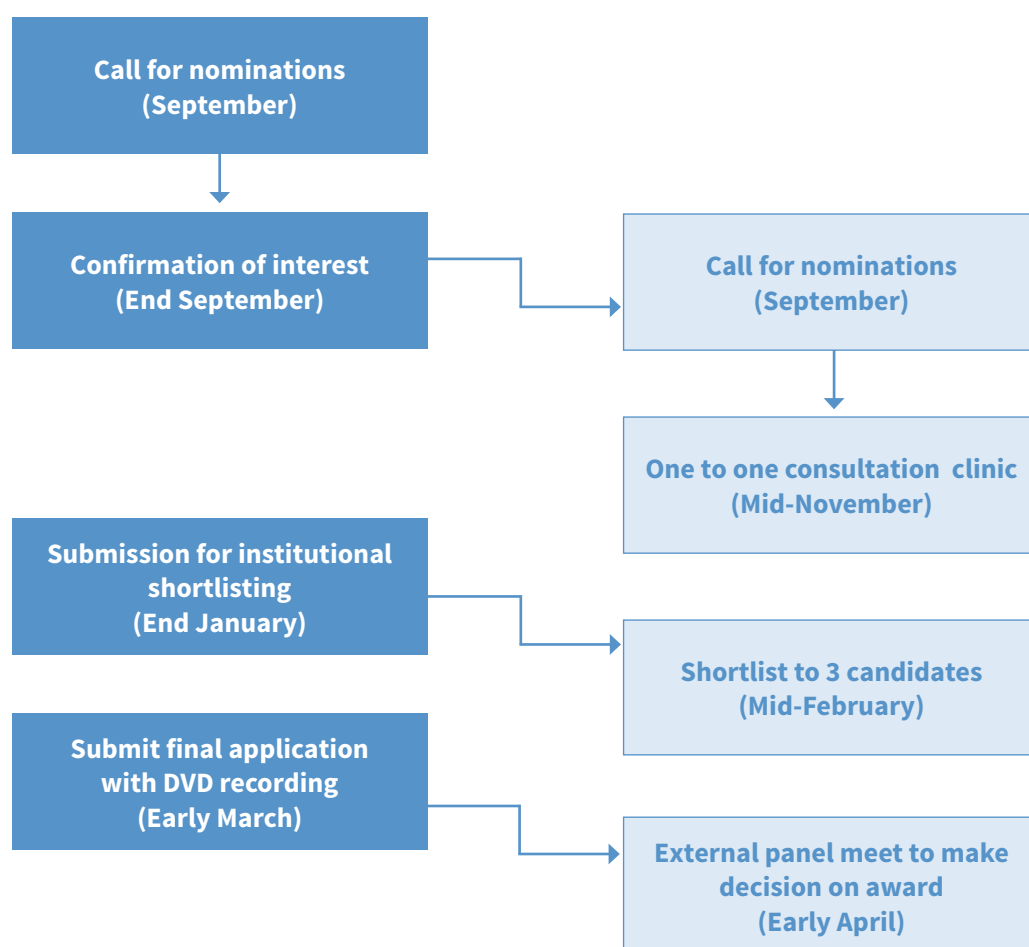 Call for nominations
(September)
Confirmation of interest
(End September)
Call for nominations
(September)
One to one consultation  clinic
(Mid-November)
Submission for institutional
shortlisting
(End January)
Shortlist to 3 candidates
(Mid-February)
Submit final application
with DVD recording
(Early March)
External panel meet to make
decision on award
(Early April)